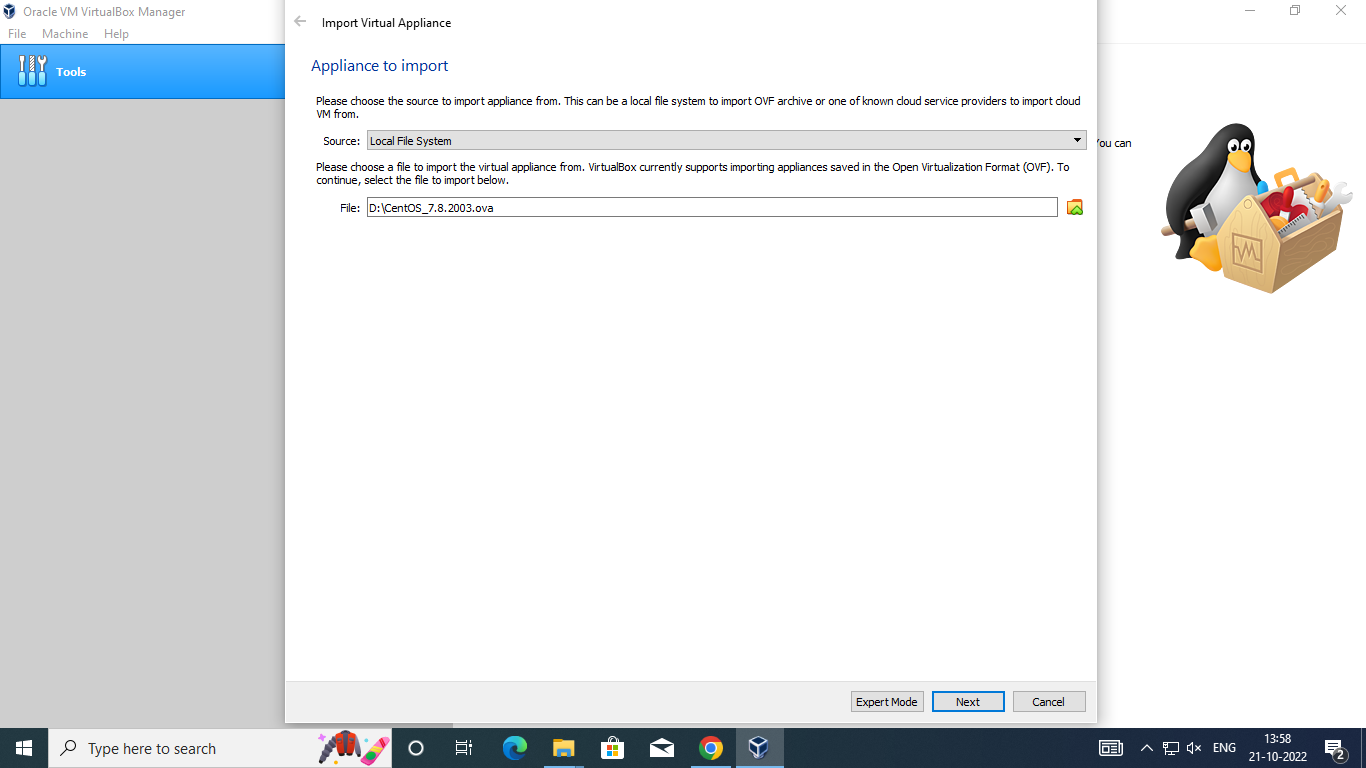 Oracle VM VirtualBox Manager
File Machine Help
Tools
Import Virtual Appliance
Appliance to import
Please choose the source to import appliance from. This can be a local file system to import OVF archive or one of known cloud service providers to import cloud
VM from.
Source: Local File System
You can
Please choose a file to import the virtual appliance from. VirtualBox currently supports importing appliances saved in the Open Virtualization Format (OVF). To
continue, select the file to import below.
File: D:\CentOS_7.8.2003.ova
Expert Mode Next Cancel
Type here to search
ENG
13:58
21-10-2022
2